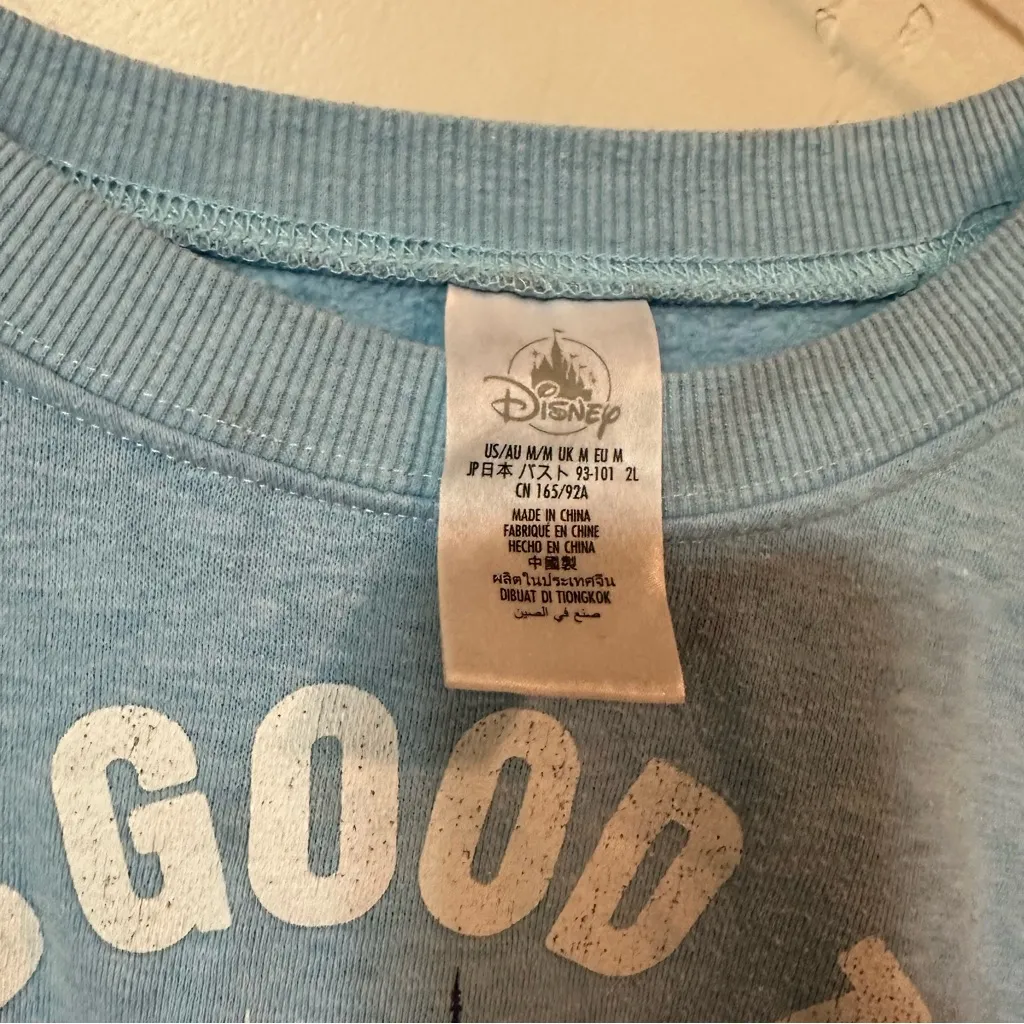 Disney
US/AU M/M UK M EU M
JP日本 バスト 93-101 2L
CN 165/92A
MADE IN CHINA
FABRIQUÉ EN CHINE
HECHO EN CHINA
中國製
ผลิตในประเทศจีน
DIBUAT DI TIONGKOK
صنع في الصين
GOOD